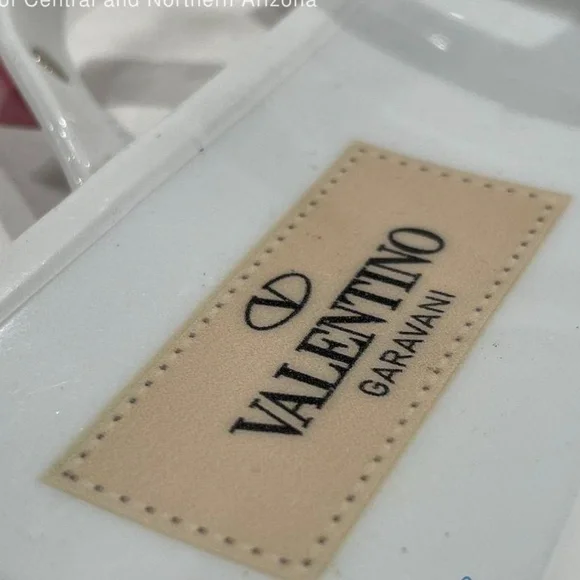 of Central and Northern Arizona
V
VALENTINO
GARAVANI